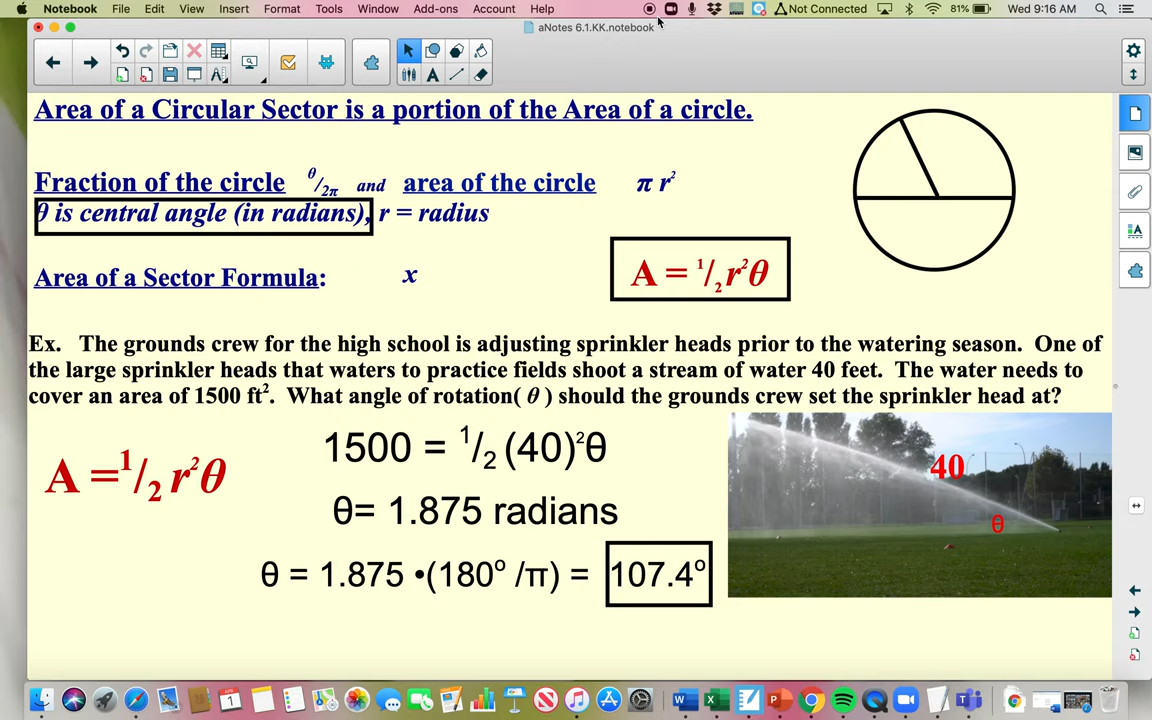 Notebook File Edit View Insert Format Tools Window Add-ons Account Help Not Connected 81% Wed 9:16 AM
aNotes 6.1.KK.notebook
Area of a Circular Sector is a portion of the Area of a circle.
Fraction of the circle θ/2π and area of the circle π r²
θ is central angle (in radians), r = radius
Area of a Sector Formula: x A = ¹/₂r²θ
Ex. The grounds crew for the high school is adjusting sprinkler heads prior to the watering season. One of
the large sprinkler heads that waters to practice fields shoot a stream of water 40 feet. The water needs to
cover an area of 1500 ft². What angle of rotation( θ ) should the grounds crew set the sprinkler head at?
A =¹/₂ r²θ
1500 = ¹/₂ (40)²θ
θ= 1.875 radians
θ = 1.875 •(180º /π) = 107.4º
40
θ